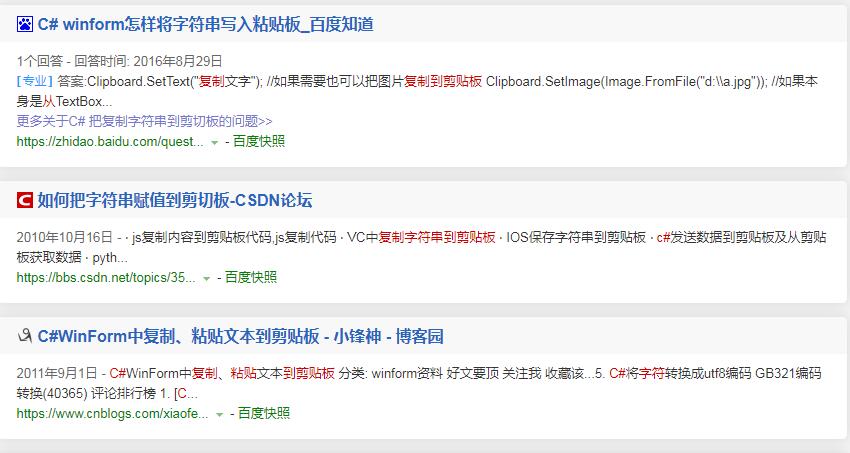 C# winform怎样将字符串写入粘贴板_百度知道
1个回答 - 回答时间: 2016年8月29日
[专业] 答案:Clipboard.SetText("复制文字"); //如果需要也可以把图片复制到剪贴板 Clipboard.SetImage(Image.FromFile("d:\\a.jpg")); //如果本
身是从TextBox...
更多关于C# 把复制字符串到剪切板的问题>>
https://zhidao.baidu.com/quest... - 百度快照
如何把字符串赋值到剪切板-CSDN论坛
2010年10月16日 - · js复制内容到剪贴板代码,js复制代码 · VC中复制字符串到剪贴板 · IOS保存字符串到剪贴板 · c#发送数据到剪贴板及从剪贴
板获取数据 · pyth...
https://bbs.csdn.net/topics/35... - 百度快照
C#WinForm中复制、粘贴文本到剪贴板 - 小锋神 - 博客园
2011年9月1日 - C#WinForm中复制、粘贴文本到剪贴板 分类: winform资料 好文要顶 关注我 收藏该...5. C#将字符转换成utf8编码 GB321编码
转换(40365) 评论排行榜 1. [C...
https://www.cnblogs.com/xiaofe... - 百度快照